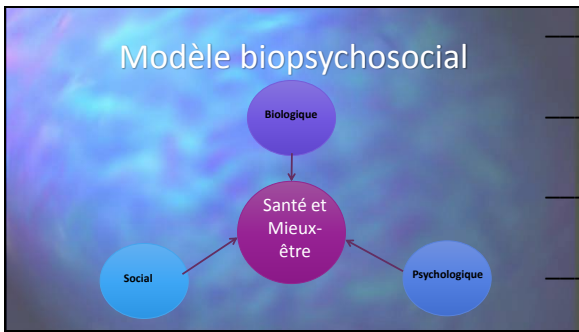 Modèle biopsychosocial
Biologique
Santé et
Mieux-
être
Social
Psychologique